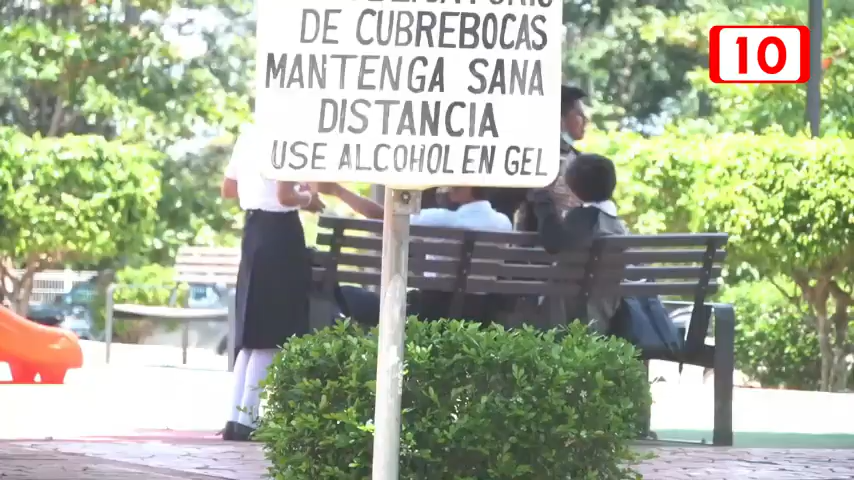 DE CUBREBOCAS
MANTENGA SANA
DISTANCIA
USE ALCOHOL EN GEL
10